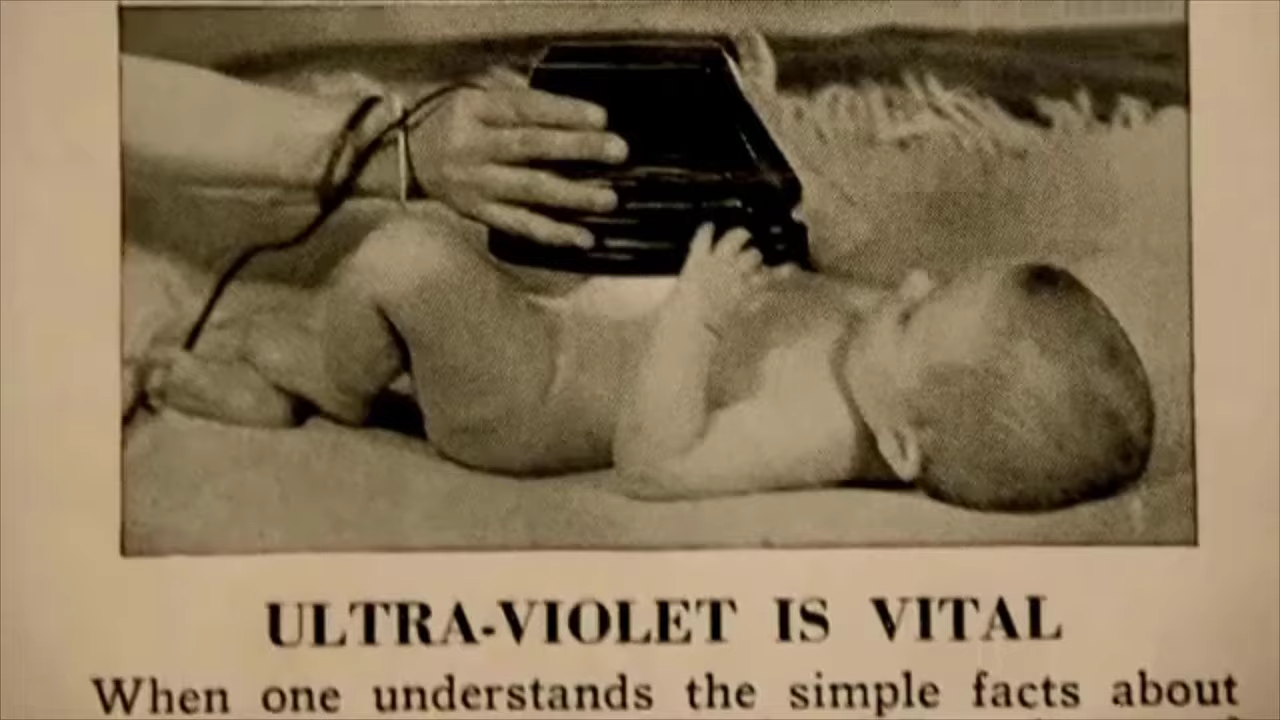 ULTRA-VIOLET IS VITAL
When one understands the simple facts about